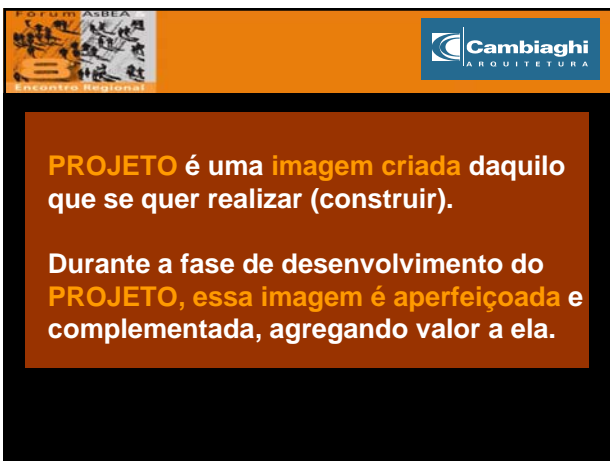 Fórum AsBEA
8
Encontro Regional
Cambiaghi
ARQUITETURA
PROJETO é uma imagem criada daquilo
que se quer realizar (construir).
Durante a fase de desenvolvimento do
PROJETO, essa imagem é aperfeiçoada e
complementada, agregando valor a ela.